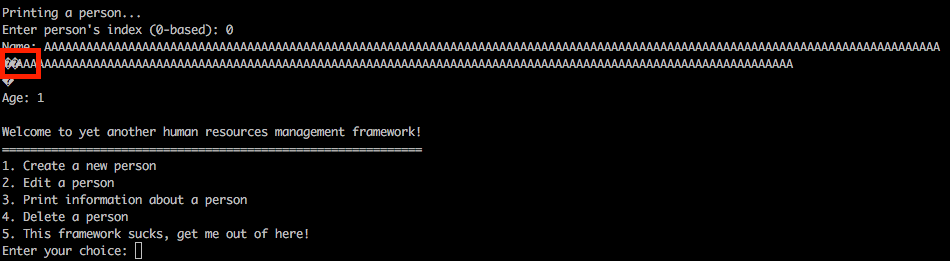 Printing a person...
Enter person's index (0-based): 0
Name: AAAAAAAAAAAAAAAAAAAAAAAAAAAAAAAAAAAAAAAAAAAAAAAAAAAAAAAAAAAAAAAAAAAAAAAAAAAAAAAAAAAAAAAAAAAAAAAAAAAAAAAAAAAAAAAAAAAAAAAAAAAAAAAA
��AAAAAAAAAAAAAAAAAAAAAAAAAAAAAAAAAAAAAAAAAAAAAAAAAAAAAAAAAAAAAAAAAAAAAAAAAAAAAAAAAAAAAAAAAAAAAAAAAAAAAAAAAAAAA
�
Age: 1
Welcome to yet another human resources management framework!
============================================================
1. Create a new person
2. Edit a person
3. Print information about a person
4. Delete a person
5. This framework sucks, get me out of here!
Enter your choice: